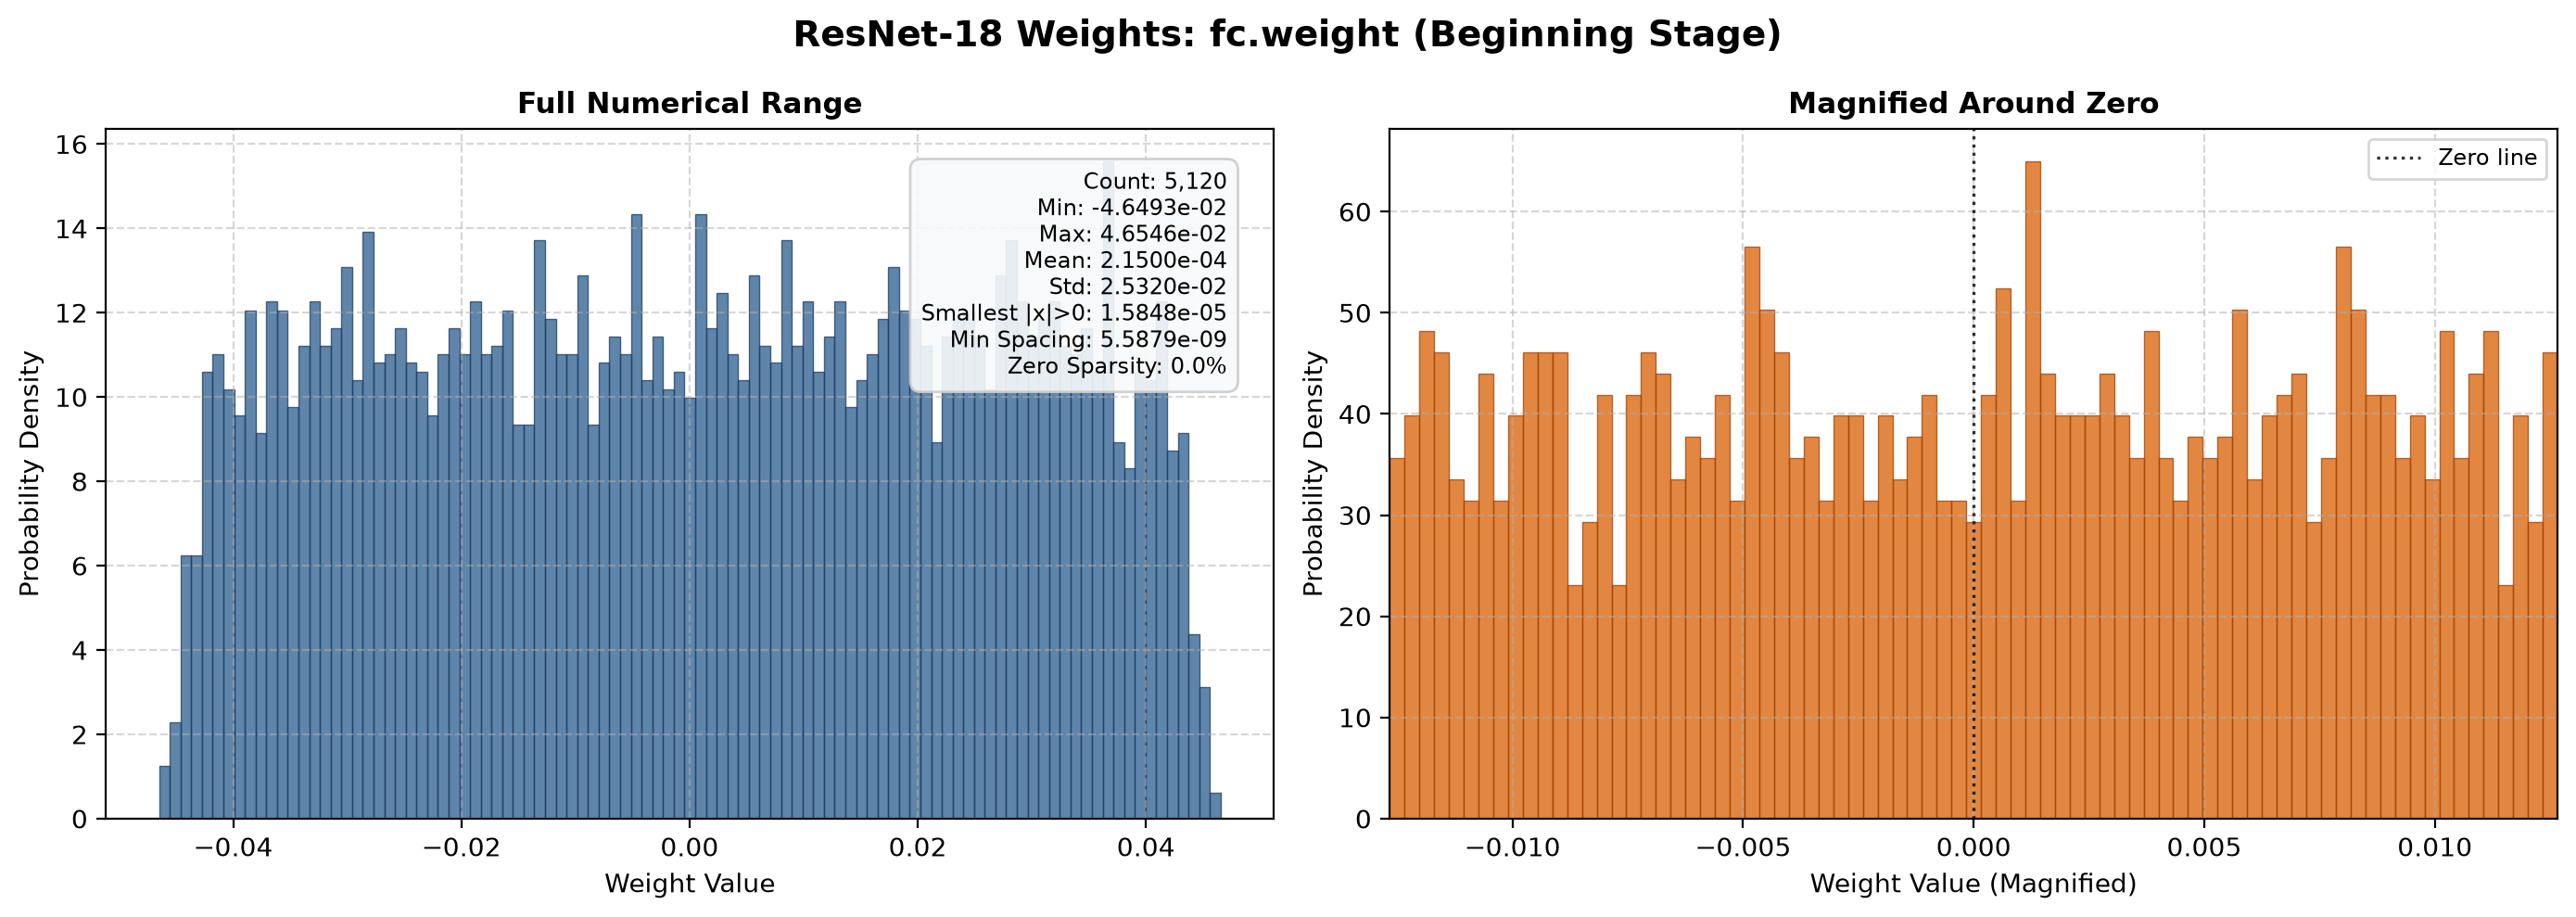 ResNet-18 Weights: fc.weight (Beginning Stage)
Full Numerical Range
Probability Density
16
14
12
10
8
6
4
2
0
Count: 5,120
Min: -4.6493e-02
Max: 4.6546e-02
Mean: 2.1500e-04
Std: 2.5320e-02
Smallest |x|>0: 1.5848e-05
Min Spacing: 5.5879e-09
Zero Sparsity: 0.0%
−0.04 −0.02 0.00 0.02 0.04
Weight Value
Magnified Around Zero
Probability Density
60
50
40
30
20
10
0
Zero line
−0.010 −0.005 0.000 0.005 0.010
Weight Value (Magnified)